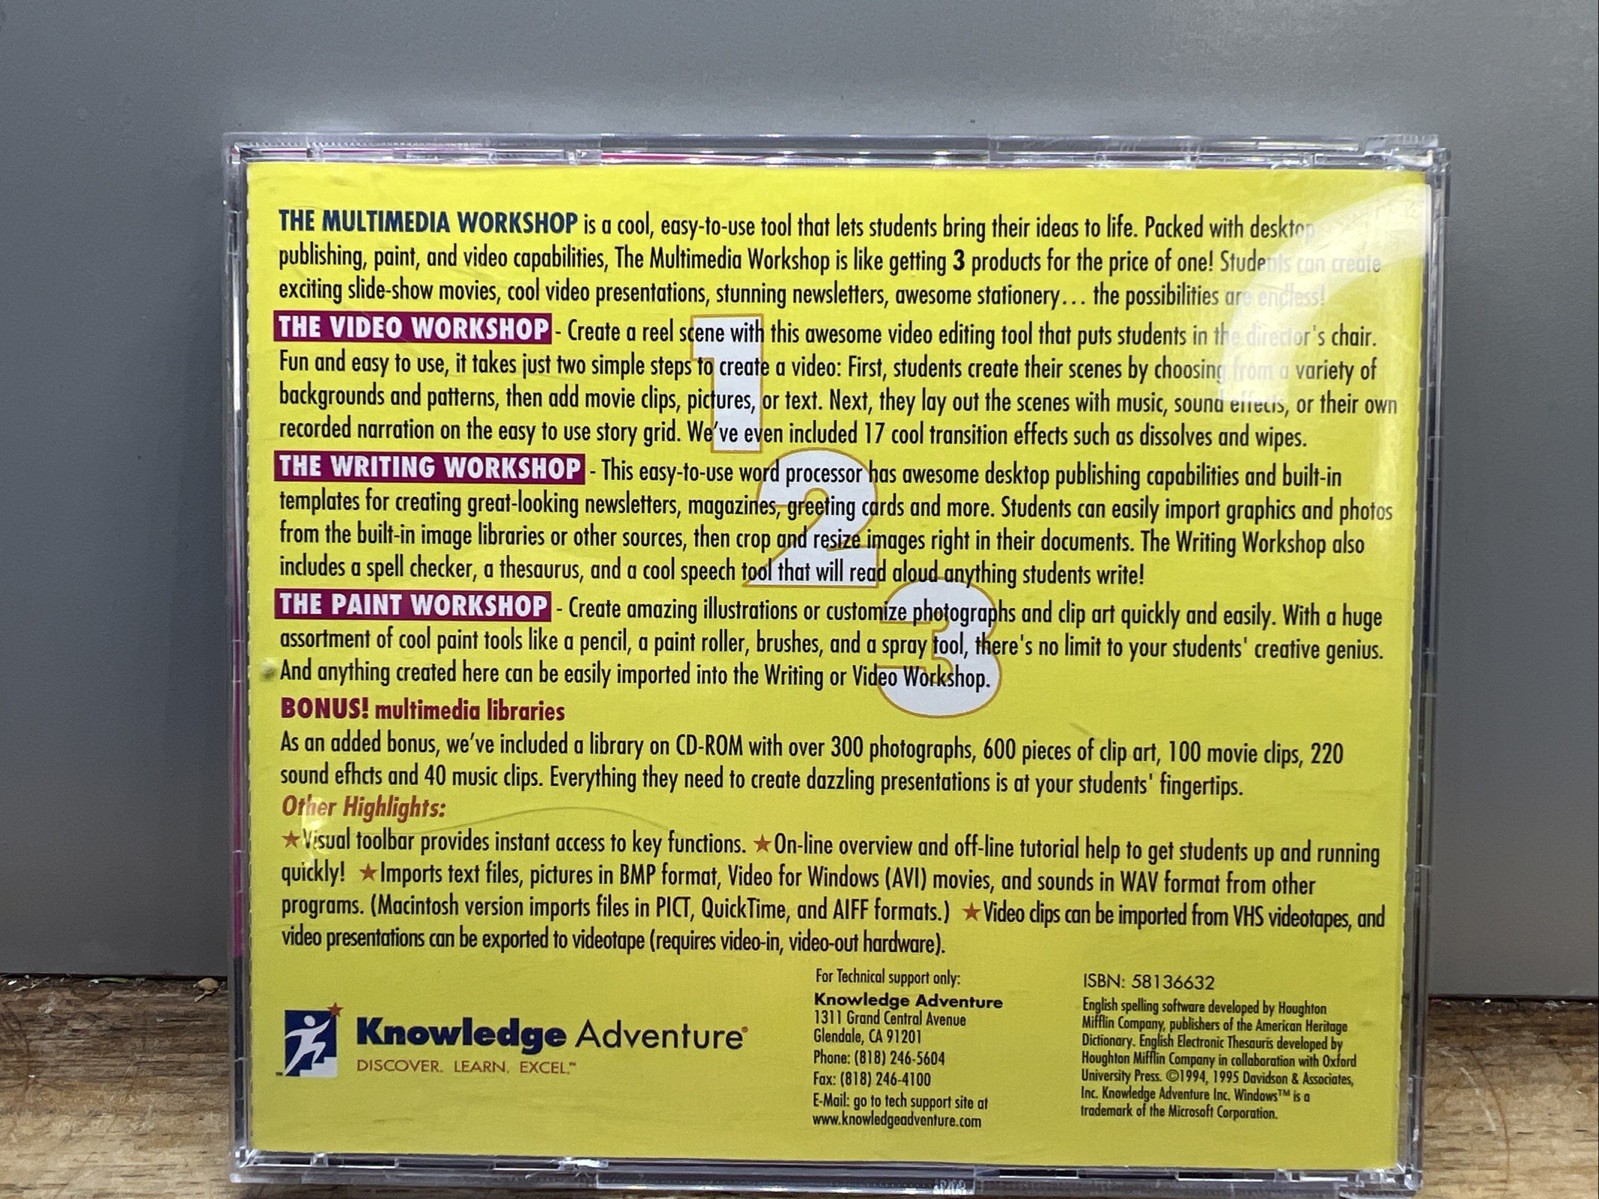 THE MULTIMEDIA WORKSHOP is a cool, easy-to-use tool that lets students bring their ideas to life. Packed with desktop
publishing, paint, and video capabilities, The Multimedia Workshop is like getting 3 products for the price of one! Students can create
exciting slide-show movies, cool video presentations, stunning newsletters, awesome stationery... the possibilities are endless!
THE VIDEO WORKSHOP - Create a reel scene with this awesome video editing tool that puts students in the director's chair.
Fun and easy to use, it takes just two simple steps to create a video: First, students create their scenes by choosing from a variety of
backgrounds and patterns, then add movie clips, pictures, or text. Next, they lay out the scenes with music, sound effects, or their own
recorded narration on the easy to use story grid. We've even included 17 cool transition effects such as dissolves and wipes.
THE WRITING WORKSHOP - This easy-to-use word processor has awesome desktop publishing capabilities and built-in
templates for creating great-looking newsletters, magazines, greeting cards and more. Students can easily import graphics and photos
from the built-in image libraries or other sources, then crop and resize images right in their documents. The Writing Workshop also
includes a spell checker, a thesaurus, and a cool speech tool that will read aloud anything students write!
THE PAINT WORKSHOP - Create amazing illustrations or customize photographs and clip art quickly and easily. With a huge
assortment of cool paint tools like a pencil, a paint roller, brushes, and a spray tool, there's no limit to your students' creative genius.
And anything created here can be easily imported into the Writing or Video Workshop.
1
2
3
BONUS! multimedia libraries
As an added bonus, we've included a library on CD-ROM with over 300 photographs, 600 pieces of clip art, 100 movie clips, 220
sound efhcts and 40 music clips. Everything they need to create dazzling presentations is at your students' fingertips.
Other Highlights:
★Visual toolbar provides instant access to key functions. ★On-line overview and off-line tutorial help to get students up and running
quickly! ★Imports text files, pictures in BMP format, Video for Windows (AVI) movies, and sounds in WAV format from other
programs. (Macintosh version imports files in PICT, QuickTime, and AIFF formats.) ★Video clips can be imported from VHS videotapes, and
video presentations can be exported to videotape (requires video-in, video-out hardware).
Knowledge Adventure®
DISCOVER. LEARN. EXCEL.™
For Technical support only:
Knowledge Adventure
1311 Grand Central Avenue
Glendale, CA 91201
Phone: (818) 246-5604
Fax: (818) 246-4100
E-Mail: go to tech support site at
www.knowledgeadventure.com
ISBN: 58136632
English spelling software developed by Houghton
Mifflin Company, publishers of the American Heritage
Dictionary. English Electronic Thesauris developed by
Houghton Mifflin Company in collaboration with Oxford
University Press. ©1994, 1995 Davidson & Associates,
Inc. Knowledge Adventure Inc. Windows™ is a
trademark of the Microsoft Corporation.